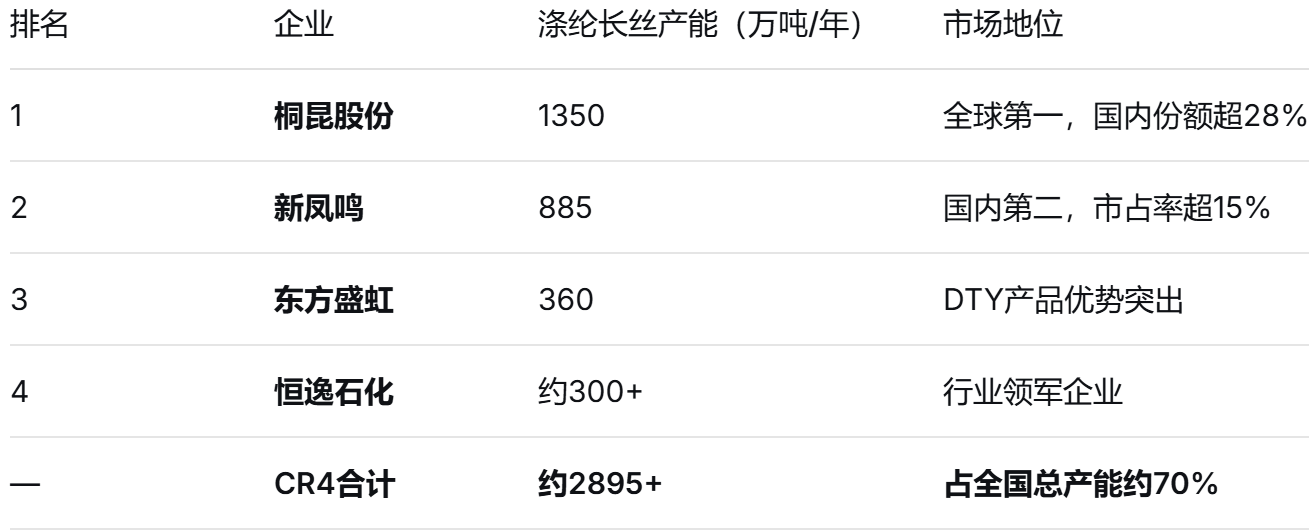 排名 企业 涤纶长丝产能（万吨/年） 市场地位
1 桐昆股份 1350 全球第一，国内份额超28%
2 新凤鸣 885 国内第二，市占率超15%
3 东方盛虹 360 DTY产品优势突出
4 恒逸石化 约300+ 行业领军企业
— CR4合计 约2895+ 占全国总产能约70%